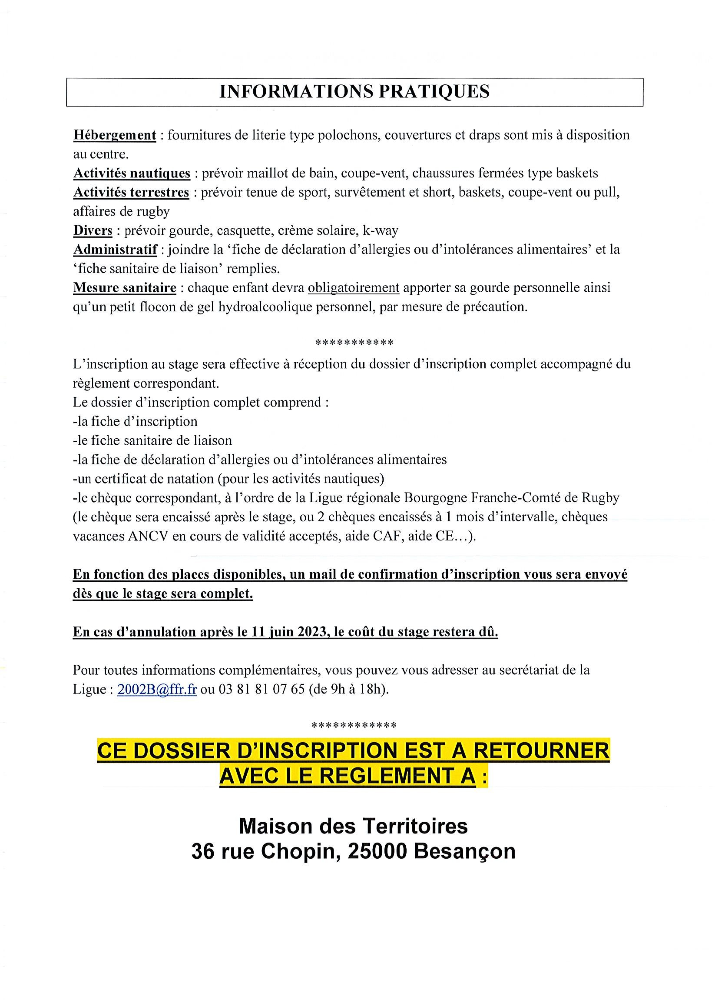 INFORMATIONS PRATIQUES
Hébergement : fournitures de literie type polochons, couvertures et draps sont mis à disposition
au centre.
Activités nautiques : prévoir maillot de bain, coupe-vent, chaussures fermées type baskets
Activités terrestres : prévoir tenue de sport, survêtement et short, baskets, coupe-vent ou pull,
affaires de rugby
Divers : prévoir gourde, casquette, crème solaire, k-way
Administratif : joindre la ‘fiche de déclaration d’allergies ou d’intolérances alimentaires’ et la
‘fiche sanitaire de liaison’ remplies.
Mesure sanitaire : chaque enfant devra obligatoirement apporter sa gourde personnelle ainsi
qu’un petit flocon de gel hydroalcoolique personnel, par mesure de précaution.
***********
L’inscription au stage sera effective à réception du dossier d’inscription complet accompagné du
règlement correspondant.
Le dossier d’inscription complet comprend :
-la fiche d’inscription
-le fiche sanitaire de liaison
-la fiche de déclaration d’allergies ou d’intolérances alimentaires
-un certificat de natation (pour les activités nautiques)
-le chèque correspondant, à l’ordre de la Ligue régionale Bourgogne Franche-Comté de Rugby
(le chèque sera encaissé après le stage, ou 2 chèques encaissés à 1 mois d’intervalle, chèques
vacances ANCV en cours de validité acceptés, aide CAF, aide CE…).
En fonction des places disponibles, un mail de confirmation d’inscription vous sera envoyé
dès que le stage sera complet.
En cas d’annulation après le 11 juin 2023, le coût du stage restera dû.
Pour toutes informations complémentaires, vous pouvez vous adresser au secrétariat de la
Ligue : 2002B@ffr.fr ou 03 81 81 07 65 (de 9h à 18h).
************
CE DOSSIER D’INSCRIPTION EST A RETOURNER
AVEC LE REGLEMENT A :
Maison des Territoires
36 rue Chopin, 25000 Besançon